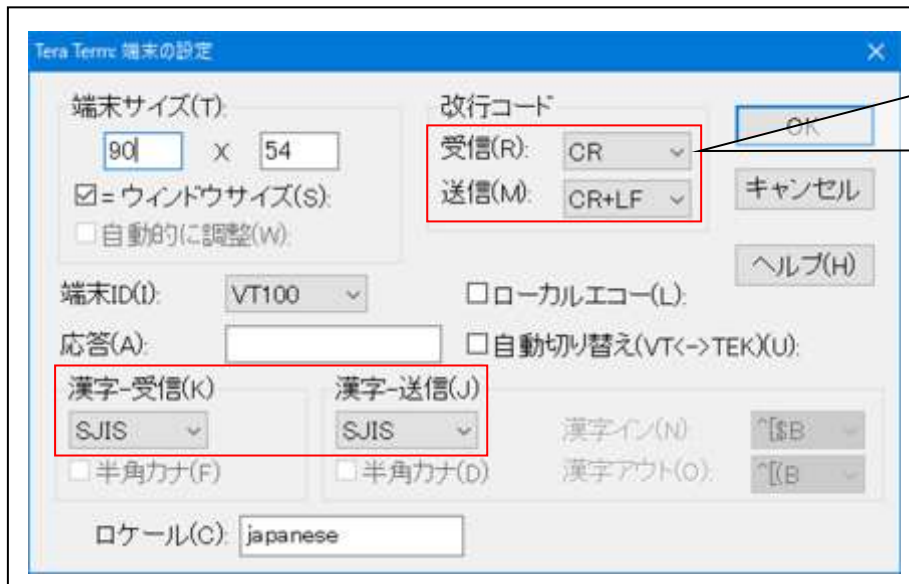 Tera Term: 端末の設定
端末サイズ(T):
90 X 54
=ウィンドウサイズ(S):
自動的に調整(W):
改行コード
受信(R): CR
送信(M): CR+LF
OK
キャンセル
ヘルプ(H)
端末ID(I): VT100
ローカルエコー(L):
応答(A):
自動切り替え(VT<->TEK)(U):
漢字-受信(K)
SJIS
半角カナ(F)
漢字-送信(J)
SJIS
半角カナ(D)
漢字イン(N): ^[$B
漢字アウト(O): ^[(B
ロケール(C): japanese